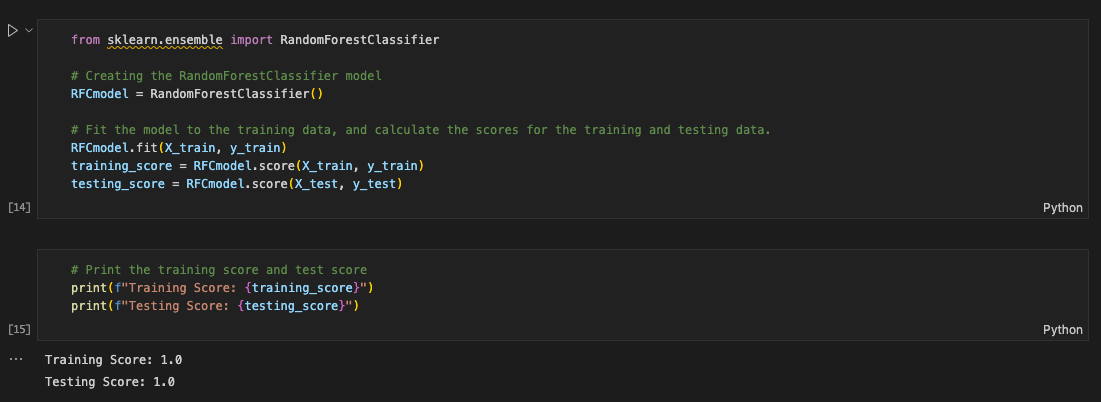 from sklearn.ensemble import RandomForestClassifier
# Creating the RandomForestClassifier model
RFCmodel = RandomForestClassifier()
# Fit the model to the training data, and calculate the scores for the training and testing data.
RFCmodel.fit(X_train, y_train)
training_score = RFCmodel.score(X_train, y_train)
testing_score = RFCmodel.score(X_test, y_test)
[14]
Python
# Print the training score and test score
print(f"Training Score: {training_score}")
print(f"Testing Score: {testing_score}")
[15]
Python
... Training Score: 1.0
Testing Score: 1.0